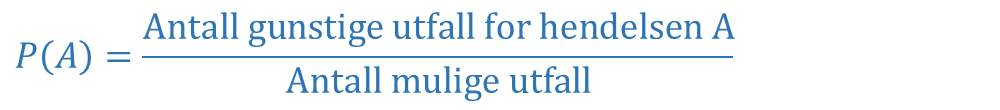 P(A) = Antall gunstige utfall for hendelsen A
Antall mulige utfall